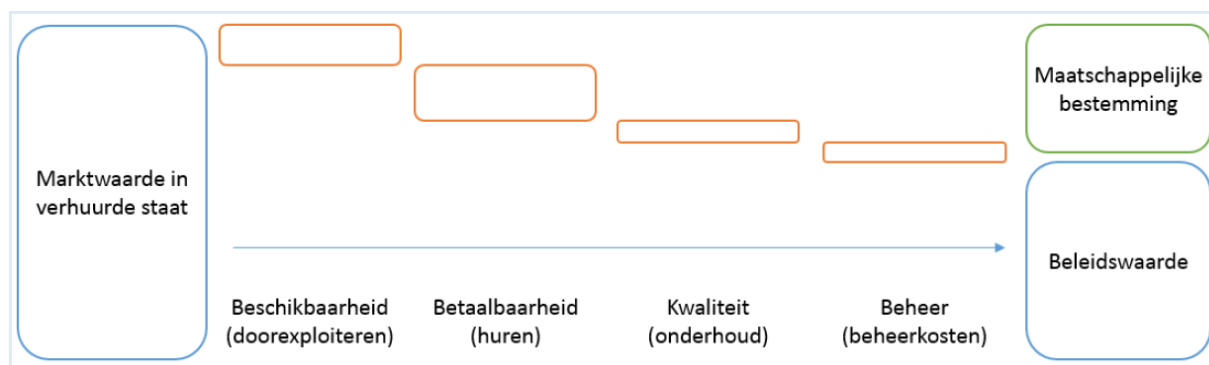 Marktwaarde in
verhuurde staat
Beschikbaarheid
(doorexploiteren)
Betaalbaarheid
(huren)
Kwaliteit
(onderhoud)
Beheer
(beheerkosten)
Maatschappelijke
bestemming
Beleidswaarde